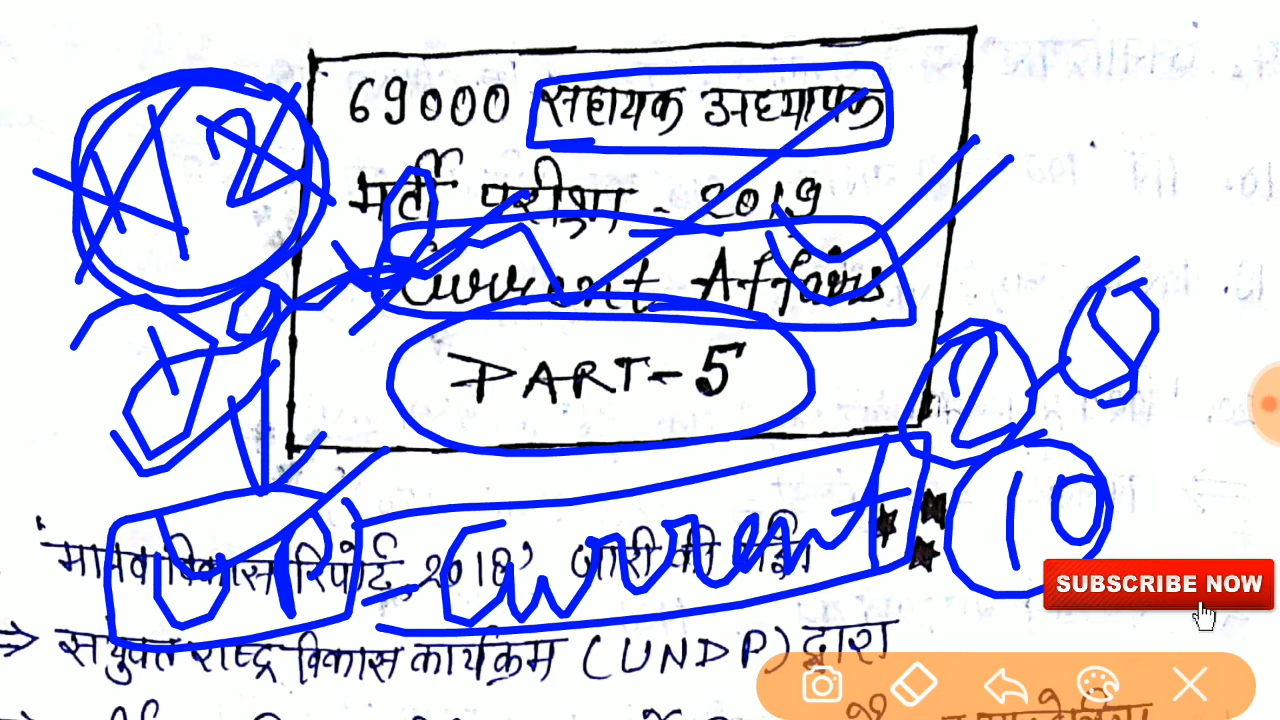 69000 सहायक अध्यापक
भर्ती परीक्षा - 2019
Current Affairs
PART-5
A 2
2
5
10
UP - Current
मानव विकास रिपोर्ट, 2018' जारी की गई।
SUBSCRIBE NOW
⇒ संयुक्त राष्ट्र विकास कार्यक्रम (UNDP) द्वारा